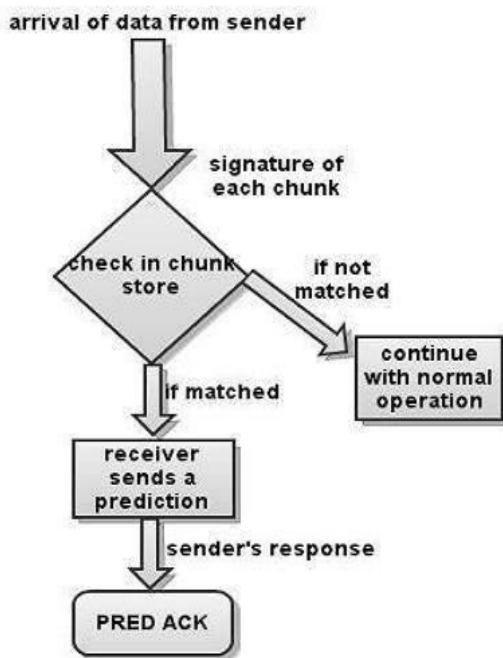 arrival of data from sender
signature of
each chunk
check in chunk
store
if not
matched
continue
with normal
operation
if matched
receiver
sends a
prediction
sender's response
PRED ACK